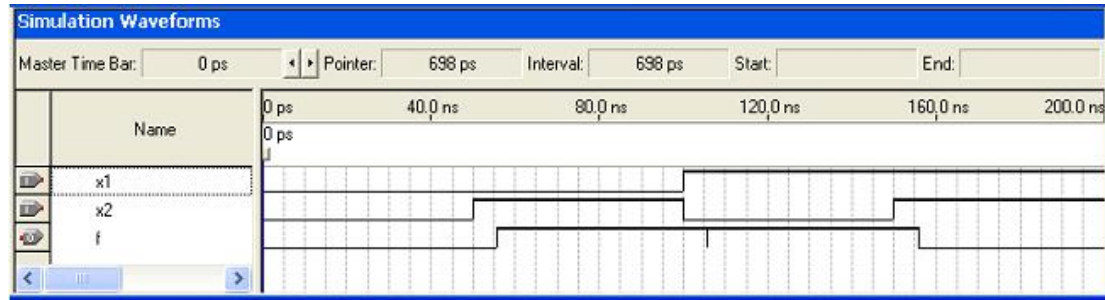 Simulation Waveforms
Master Time Bar: 0 ps Pointer: 698 ps Interval: 698 ps Start: End:
Name 0 ps 40.0 ns 80.0 ns 120.0 ns 160.0 ns 200.0 ns
0 ps
x1
x2
f